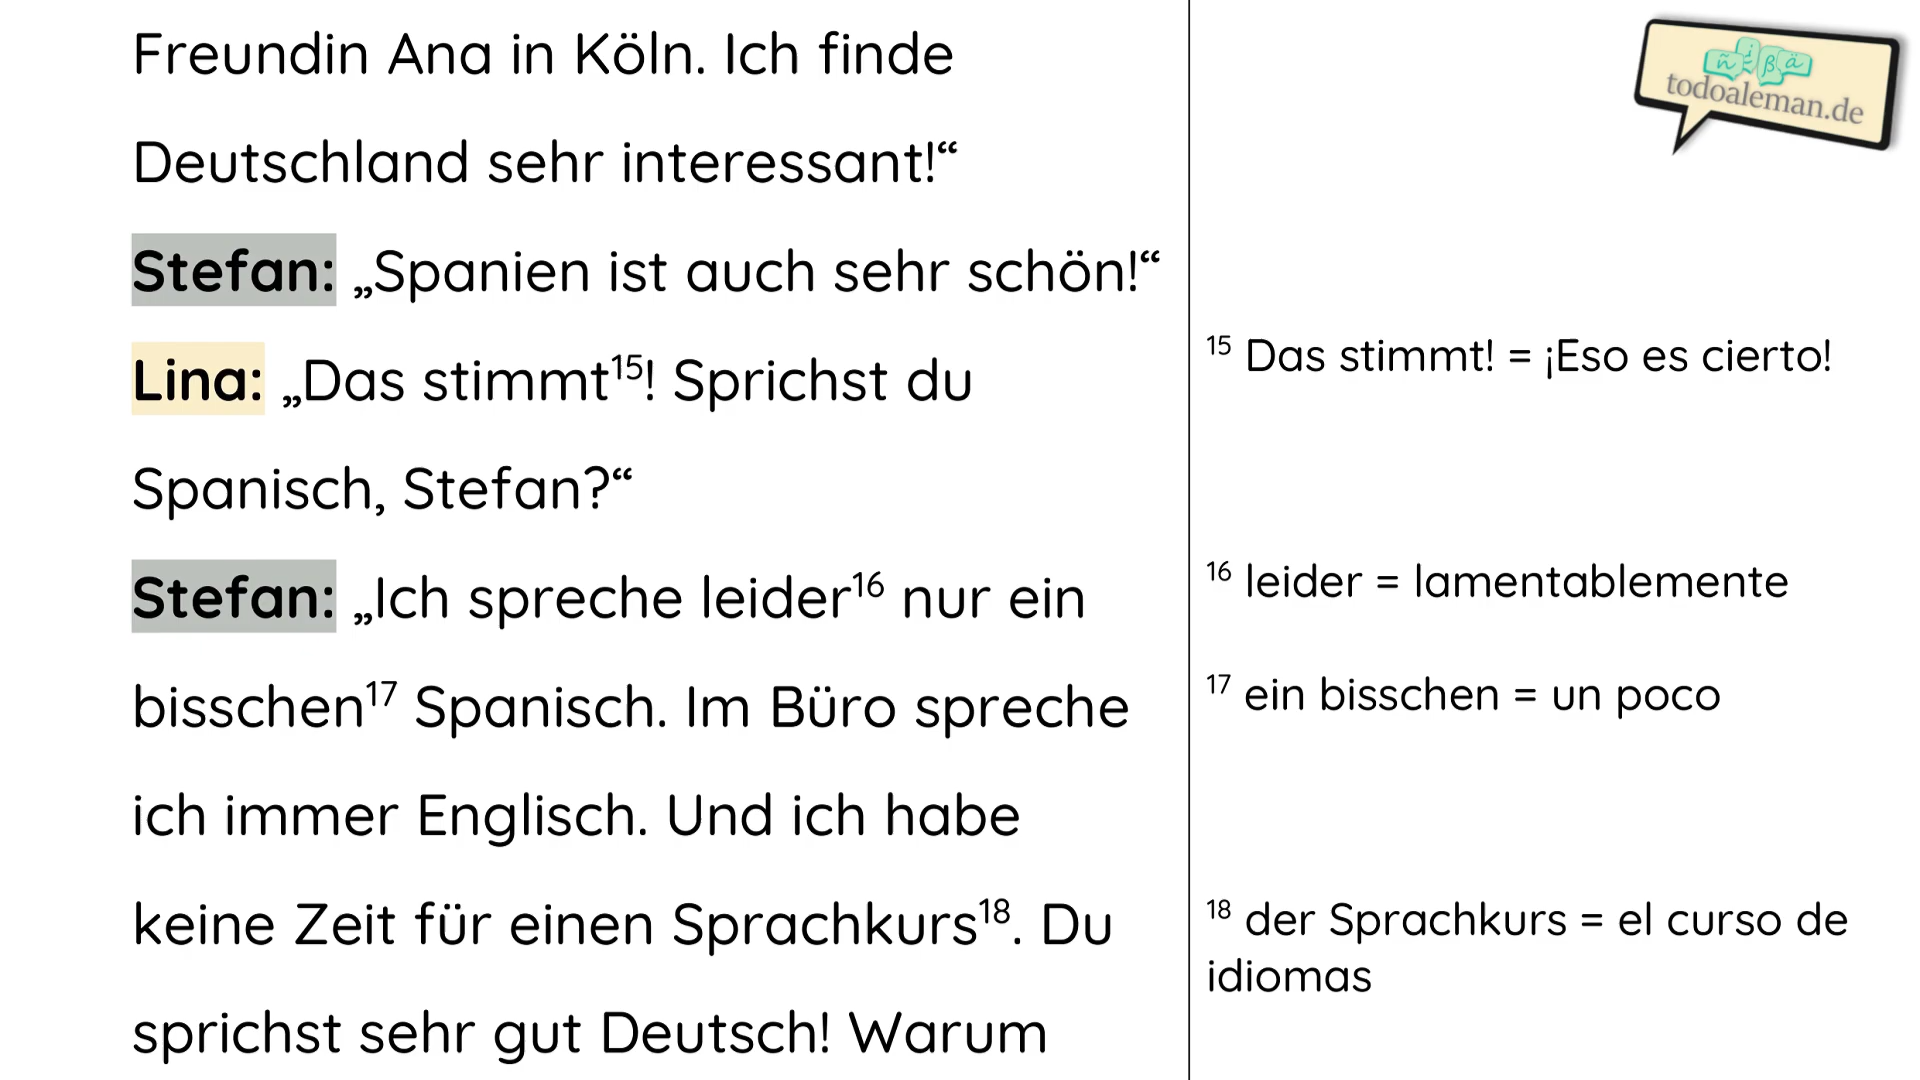 Freundin Ana in Köln. Ich finde
Deutschland sehr interessant!“
Stefan: „Spanien ist auch sehr schön!“
Lina: „Das stimmt¹⁵! Sprichst du
Spanisch, Stefan?“
Stefan: „Ich spreche leider¹⁶ nur ein
bisschen¹⁷ Spanisch. Im Büro spreche
ich immer Englisch. Und ich habe
keine Zeit für einen Sprachkurs¹⁸. Du
sprichst sehr gut Deutsch! Warum
ñ ß ä
todoaleman.de
¹⁵ Das stimmt! = ¡Eso es cierto!
¹⁶ leider = lamentablemente
¹⁷ ein bisschen = un poco
¹⁸ der Sprachkurs = el curso de
idiomas